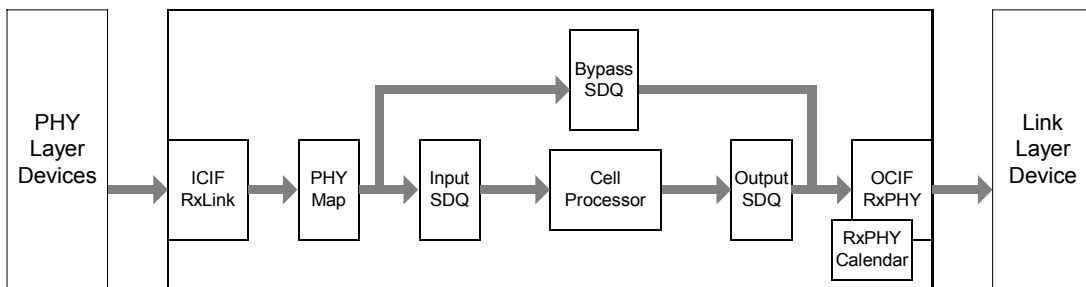 PHY
Layer
Devices
ICIF
RxLink
PHY
Map
Bypass
SDQ
Input
SDQ
Cell
Processor
Output
SDQ
OCIF
RxPHY
RxPHY
Calendar
Link
Layer
Device